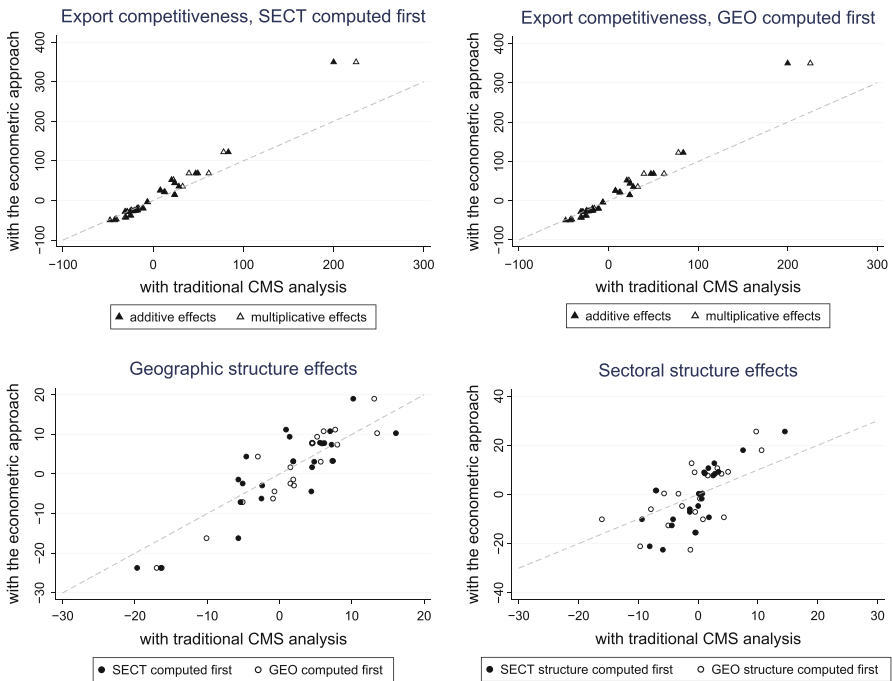 Export competitiveness, SECT computed first
with the econometric approach
400
300
200
100
0
−100
−100 0 100 200 300
with traditional CMS analysis
additive effects multiplicative effects
Export competitiveness, GEO computed first
with the econometric approach
400
300
200
100
0
−100
−100 0 100 200 300
with traditional CMS analysis
additive effects multiplicative effects
Geographic structure effects
with the econometric approach
20
10
0
−10
−20
−30
−30 −20 −10 0 10 20
with traditional CMS analysis
SECT computed first GEO computed first
Sectoral structure effects
with the econometric approach
40
20
0
−20
−40
−30 −20 −10 0 10 20 30
with traditional CMS analysis
SECT structure computed first GEO structure computed first